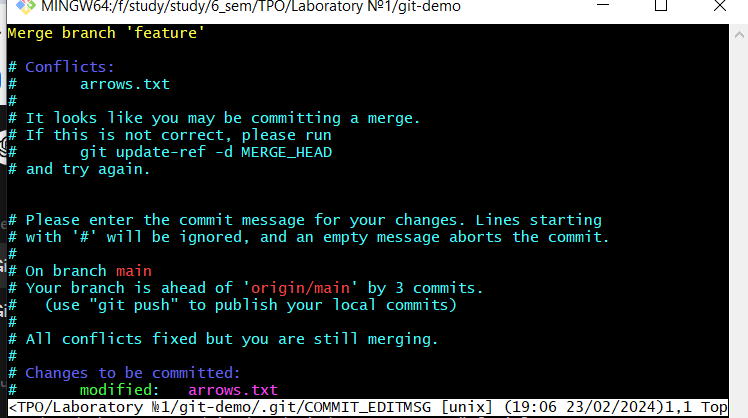 MINGW64:/f/study/study/6_sem/TPO/Laboratory №1/git-demo
Merge branch 'feature'
# Conflicts:
#       arrows.txt
#
# It looks like you may be committing a merge.
# If this is not correct, please run
#       git update-ref -d MERGE_HEAD
# and try again.
# Please enter the commit message for your changes. Lines starting
# with '#' will be ignored, and an empty message aborts the commit.
#
# On branch main
# Your branch is ahead of 'origin/main' by 3 commits.
#   (use "git push" to publish your local commits)
#
# All conflicts fixed but you are still merging.
#
# Changes to be committed:
#       modified:   arrows.txt
<TPO/Laboratory №1/git-demo/.git/COMMIT_EDITMSG [unix] (19:06 23/02/2024)1,1 Top